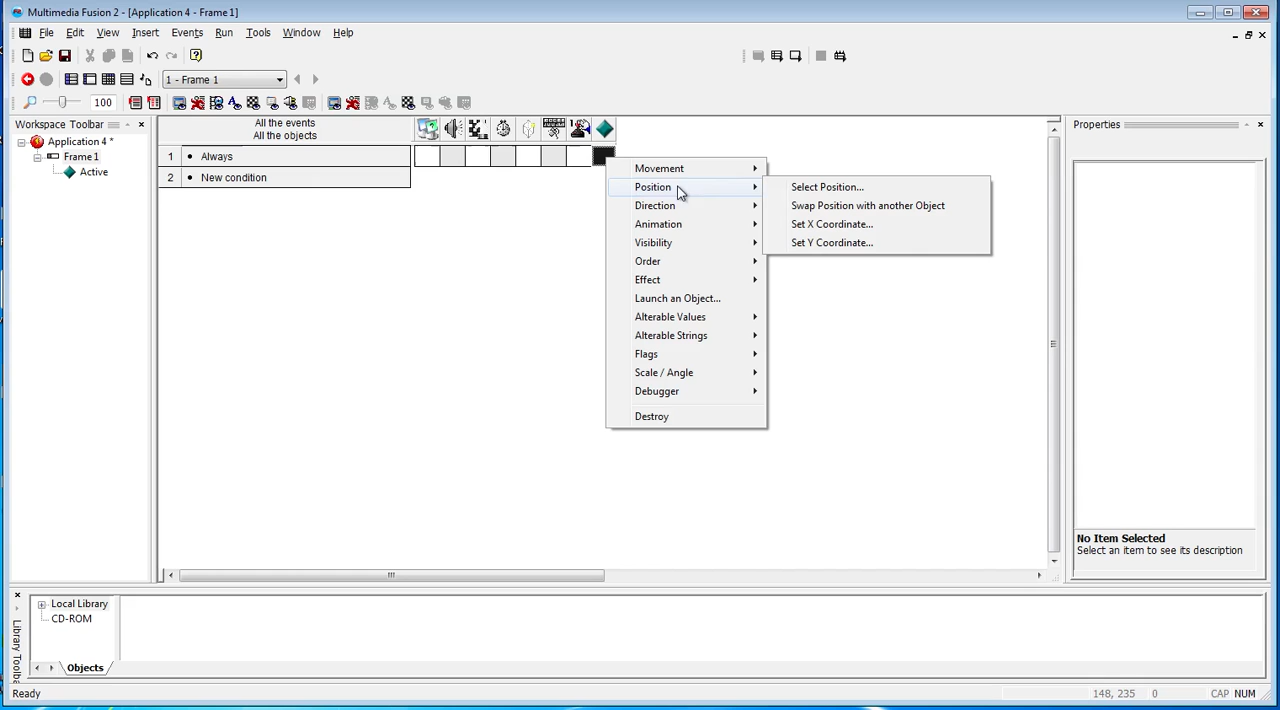 Multimedia Fusion 2 - [Application 4 - Frame 1]
File Edit View Insert Events Run Tools Window Help
1 - Frame 1
100
Workspace Toolbar
Application 4 *
Frame 1
Active
All the events
All the objects
1 Always
2 New condition
Movement
Position
Direction
Animation
Visibility
Order
Effect
Launch an Object...
Alterable Values
Alterable Strings
Flags
Scale / Angle
Debugger
Destroy
Select Position...
Swap Position with another Object
Set X Coordinate...
Set Y Coordinate...
Properties
No Item Selected
Select an item to see its description
Local Library
CD-ROM
Objects
Ready
148, 235 0 CAP NUM